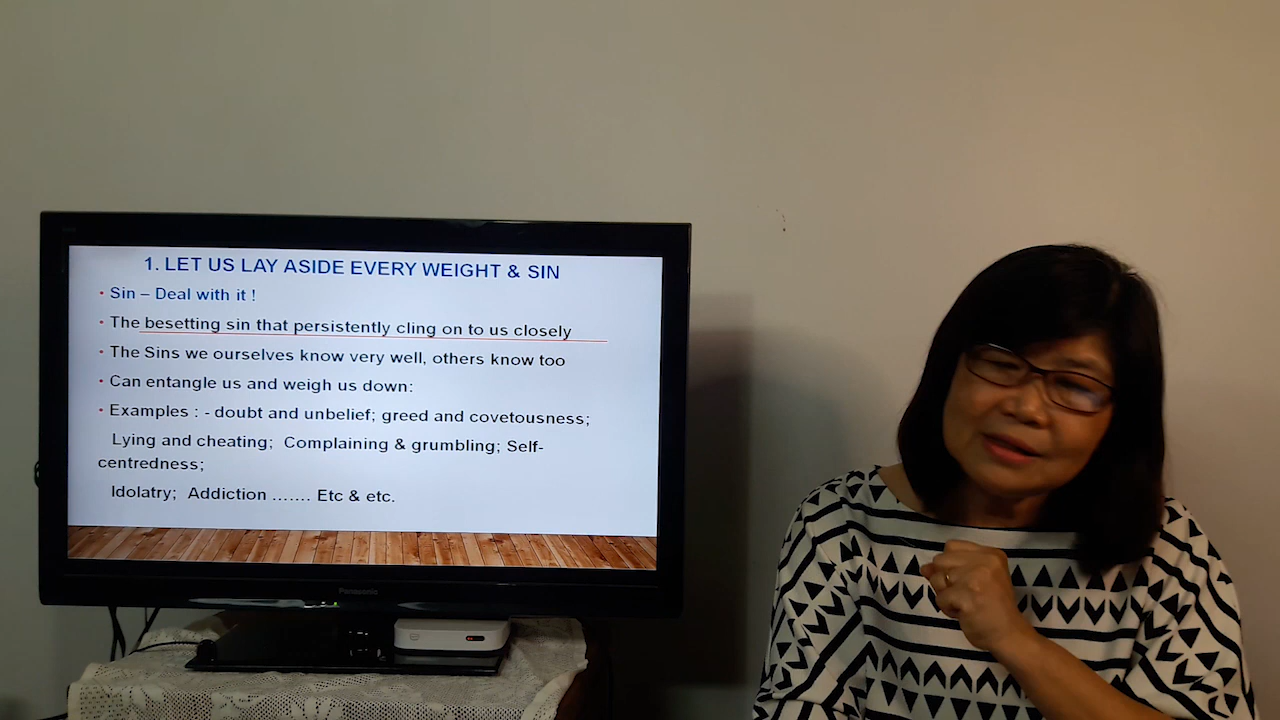 1. LET US LAY ASIDE EVERY WEIGHT & SIN
• Sin – Deal with it !
• The besetting sin that persistently cling on to us closely
• The Sins we ourselves know very well, others know too
• Can entangle us and weigh us down:
• Examples : - doubt and unbelief; greed and covetousness;
Lying and cheating; Complaining & grumbling; Self-
centredness;
Idolatry; Addiction ....... Etc & etc.
Panasonic